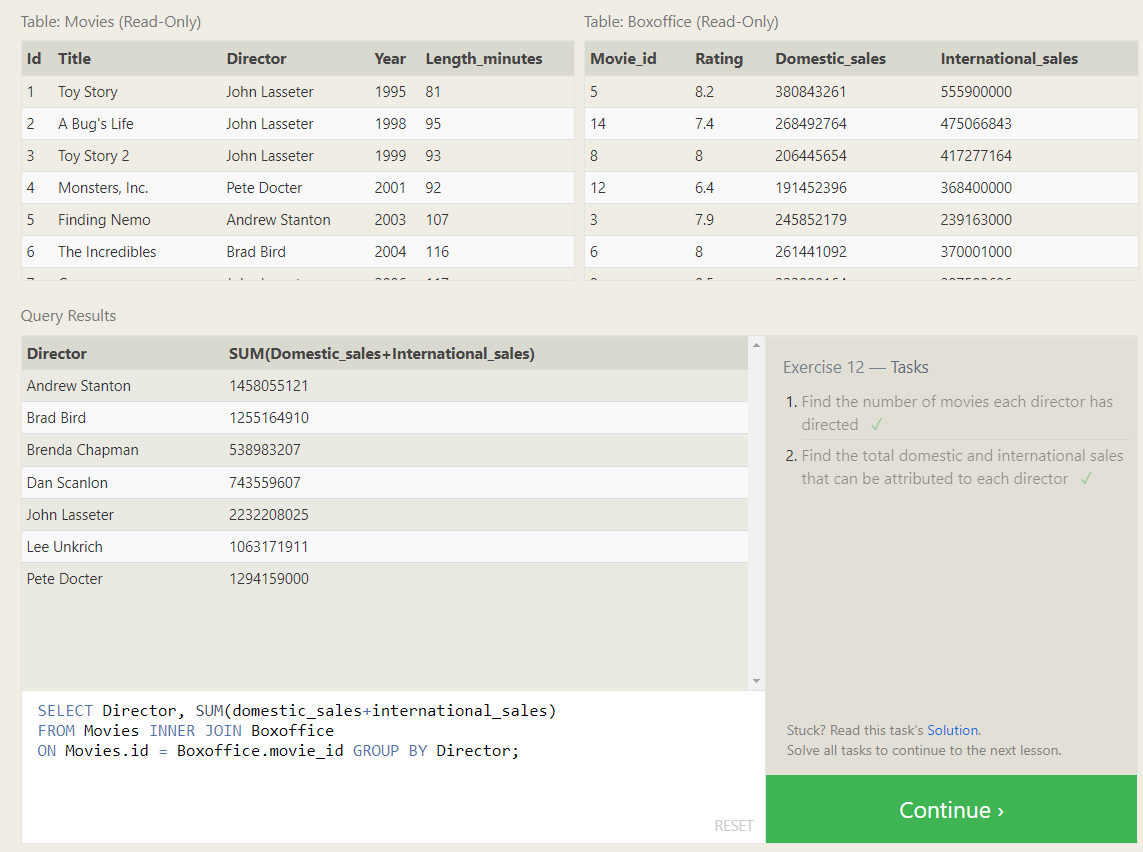 Table: Movies (Read-Only)
Id Title Director Year Length_minutes
1 Toy Story John Lasseter 1995 81
2 A Bug's Life John Lasseter 1998 95
3 Toy Story 2 John Lasseter 1999 93
4 Monsters, Inc. Pete Docter 2001 92
5 Finding Nemo Andrew Stanton 2003 107
6 The Incredibles Brad Bird 2004 116
Table: Boxoffice (Read-Only)
Movie_id Rating Domestic_sales International_sales
5 8.2 380843261 555900000
14 7.4 268492764 475066843
8 8 206445654 417277164
12 6.4 191452396 368400000
3 7.9 245852179 239163000
6 8 261441092 370001000
Query Results
Director SUM(Domestic_sales+International_sales)
Andrew Stanton 1458055121
Brad Bird 1255164910
Brenda Chapman 538983207
Dan Scanlon 743559607
John Lasseter 2232208025
Lee Unkrich 1063171911
Pete Docter 1294159000
SELECT Director, SUM(domestic_sales+international_sales)
FROM Movies INNER JOIN Boxoffice
ON Movies.id = Boxoffice.movie_id GROUP BY Director;
RESET
Exercise 12 — Tasks
1. Find the number of movies each director has
directed ✓
2. Find the total domestic and international sales
that can be attributed to each director ✓
Stuck? Read this task's Solution.
Solve all tasks to continue to the next lesson.
Continue ›